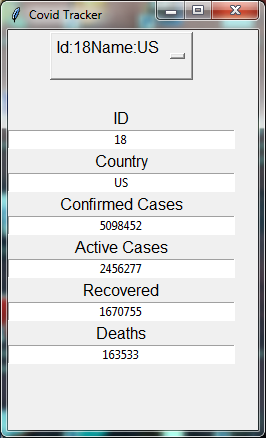 Covid Tracker
Id:18Name:US
ID
18
Country
US
Confirmed Cases
5098452
Active Cases
2456277
Recovered
1670755
Deaths
163533